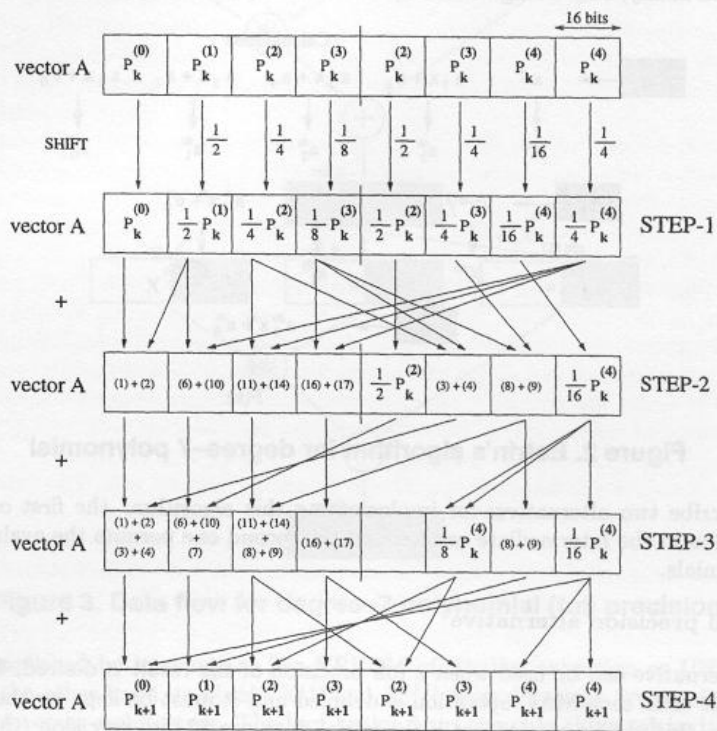 16 bits
vector A P_k^(0) P_k^(1) P_k^(2) P_k^(3) P_k^(2) P_k^(3) P_k^(4) P_k^(4)
SHIFT 1/2 1/4 1/8 1/2 1/4 1/16 1/4
vector A P_k^(0) 1/2 P_k^(1) 1/4 P_k^(2) 1/8 P_k^(3) 1/2 P_k^(2) 1/4 P_k^(3) 1/16 P_k^(4) 1/4 P_k^(4) STEP-1
+
vector A (1) + (2) (6) + (10) (11) + (14) (16) + (17) 1/2 P_k^(2) (3) + (4) (8) + (9) 1/16 P_k^(4) STEP-2
+
(1) + (2) (6) + (10) (11) + (14)
vector A (16) + (17) 1/8 P_k^(4) (8) + (9) 1/16 P_k^(4) STEP-3
(3) + (4) (7) (8) + (9)
+
vector A P_k+1^(0) P_k+1^(1) P_k+1^(2) P_k+1^(3) P_k+1^(2) P_k+1^(3) P_k+1^(4) P_k+1^(4) STEP-4